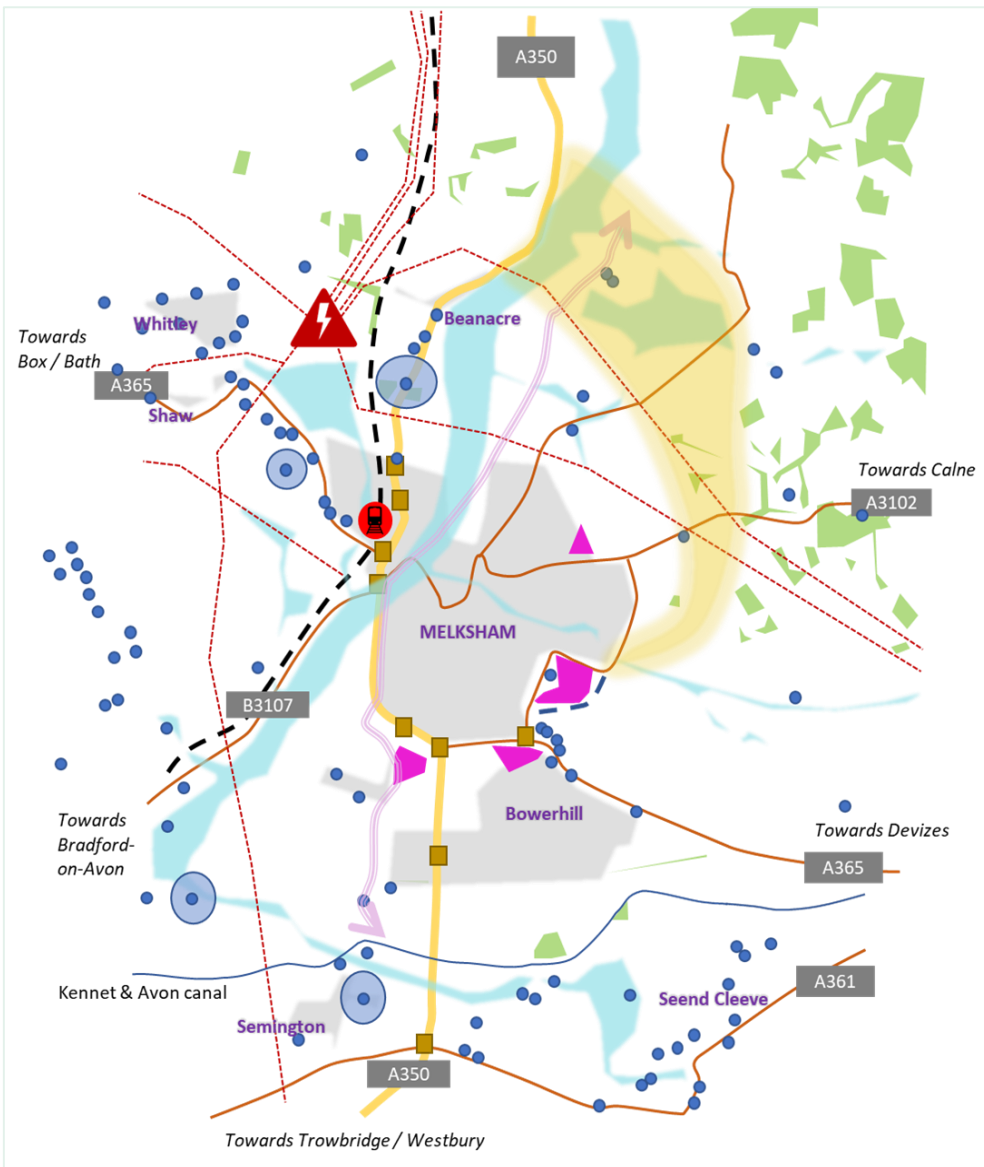 A350
Beanacre
Whitley
Towards
Box / Bath
A365
Shaw
Towards Calne
A3102
MELKSHAM
B3107
Bowerhill
Towards
Bradford-
on-Avon
Towards Devizes
A365
Kennet & Avon canal
Seend Cleeve
A361
Semington
A350
Towards Trowbridge / Westbury